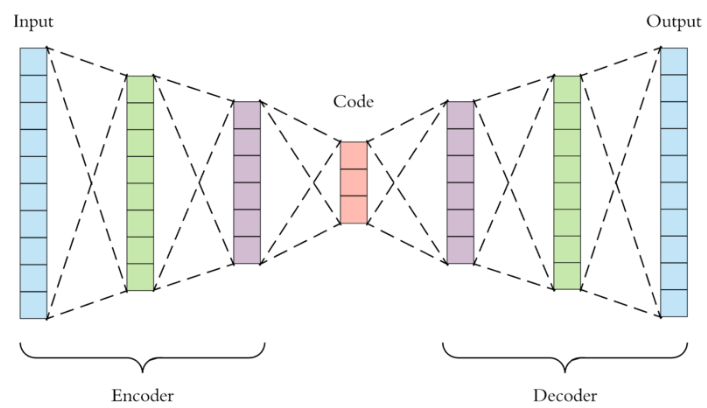 Input
Output
Code
Encoder
Decoder